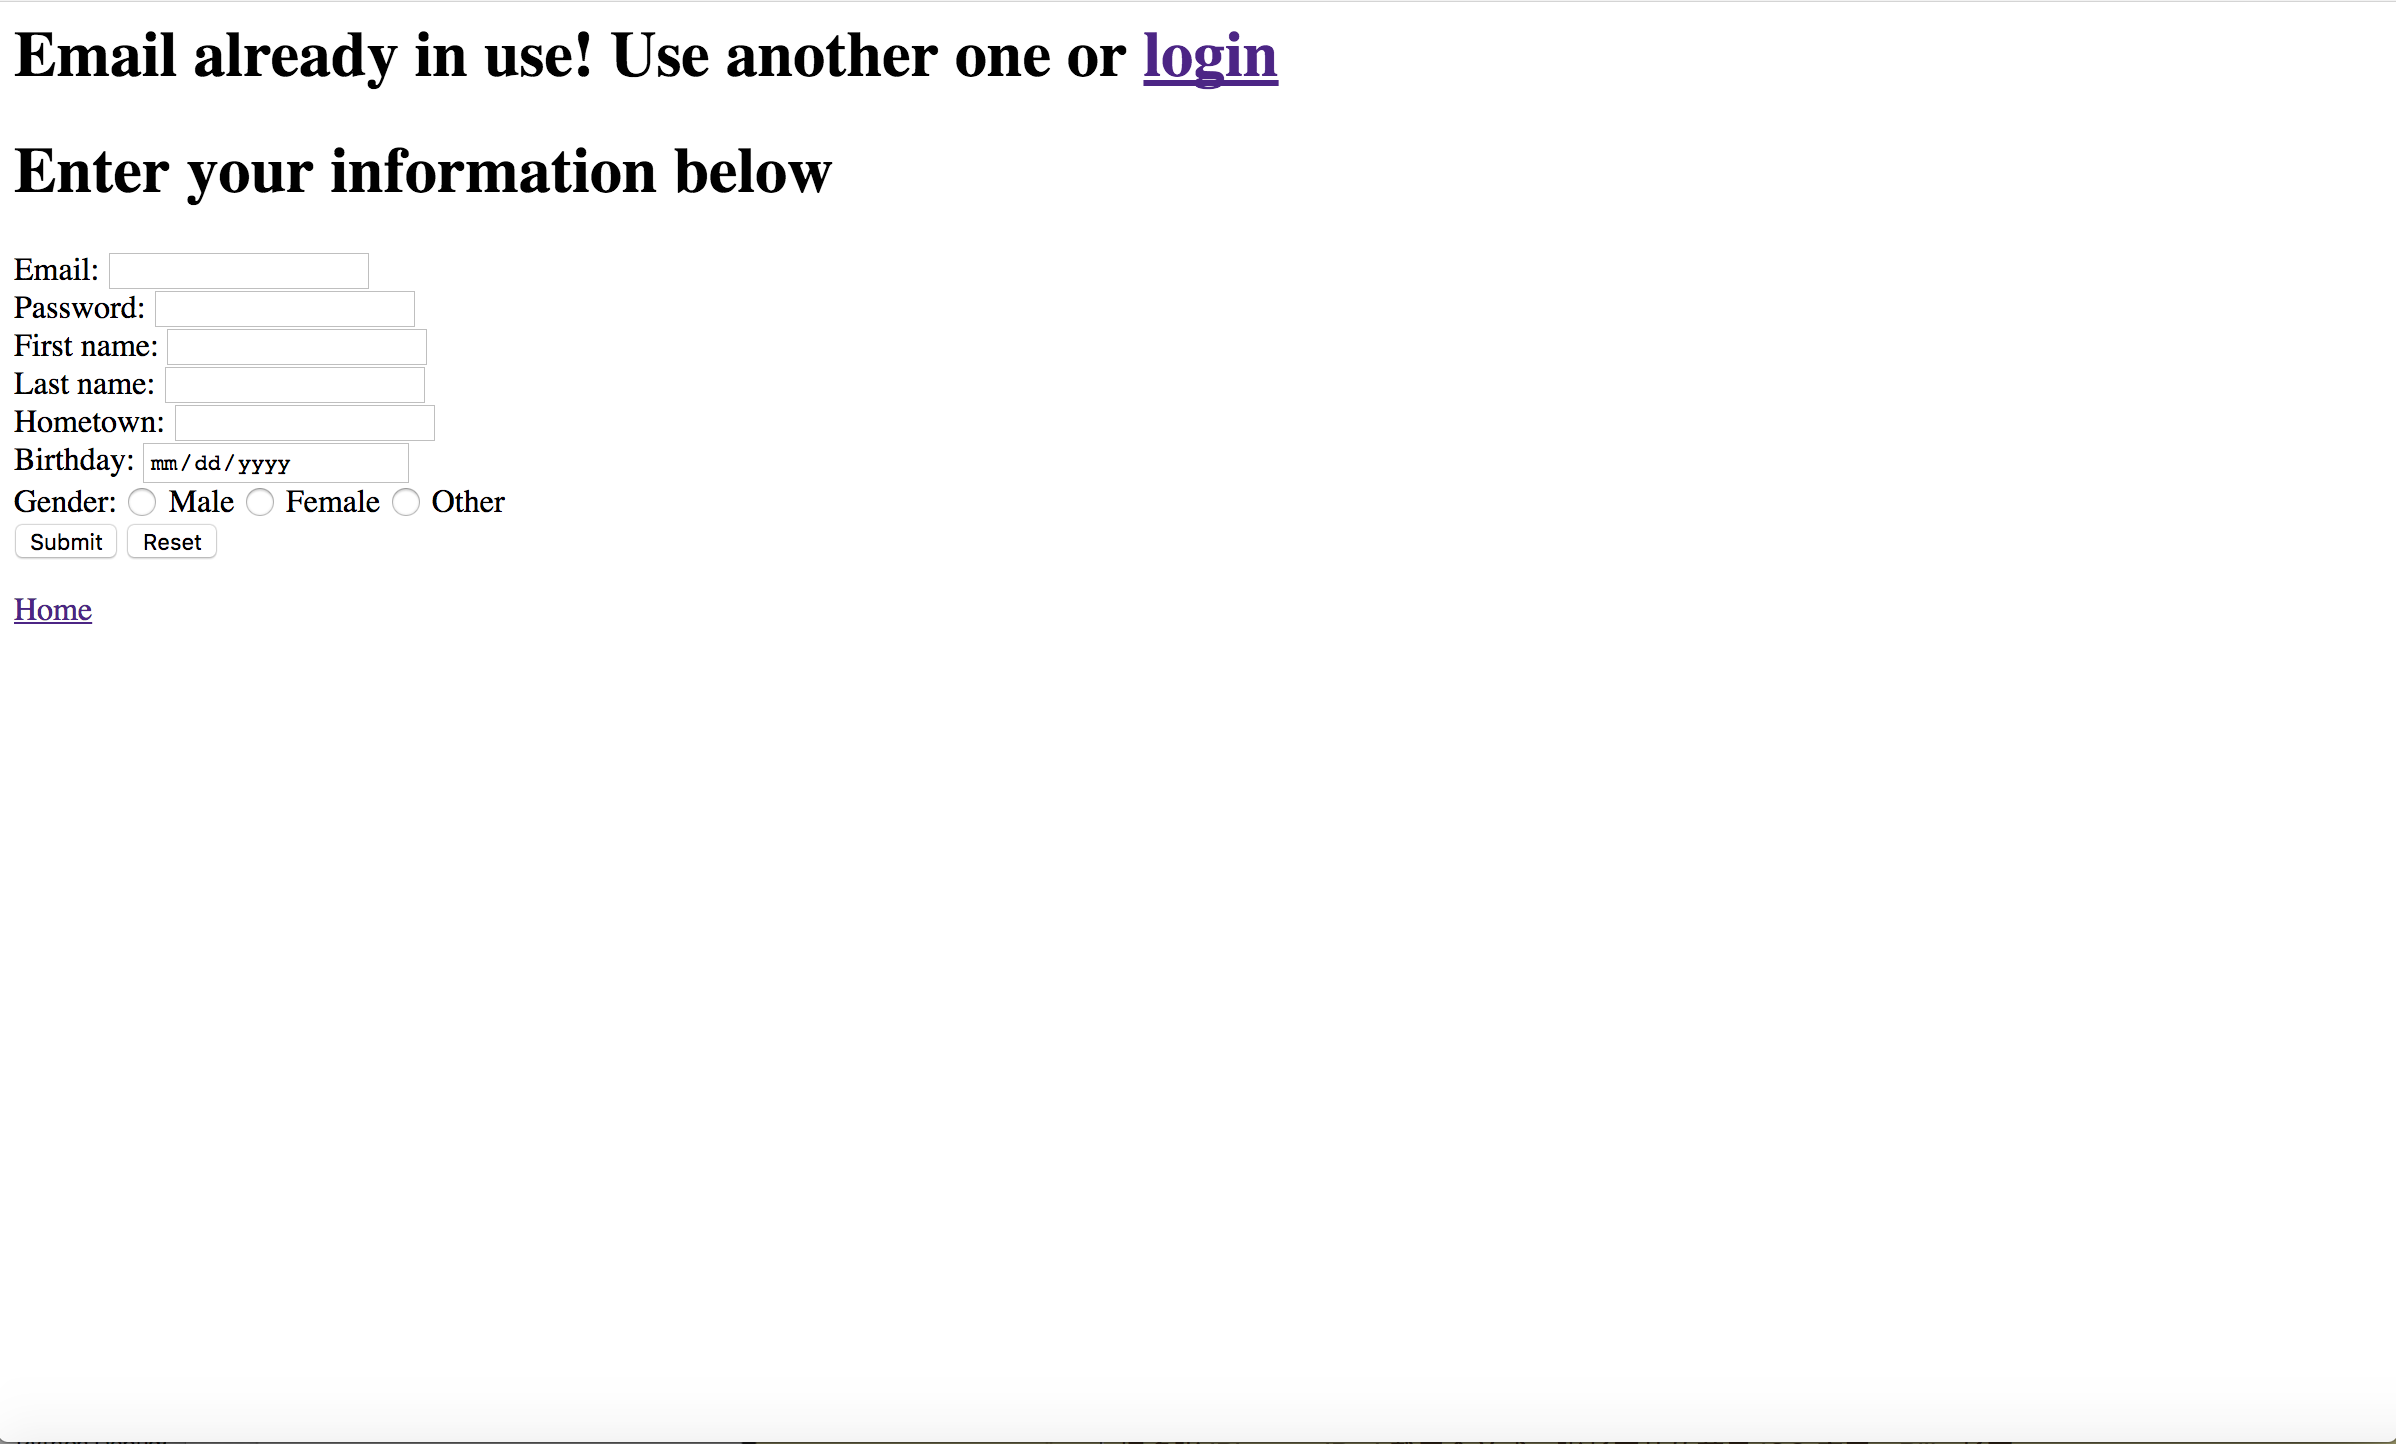 Email already in use! Use another one or login
Enter your information below
Email:
Password:
First name:
Last name:
Hometown:
Birthday: mm/dd/yyyy
Gender: Male Female Other
Submit Reset
Home